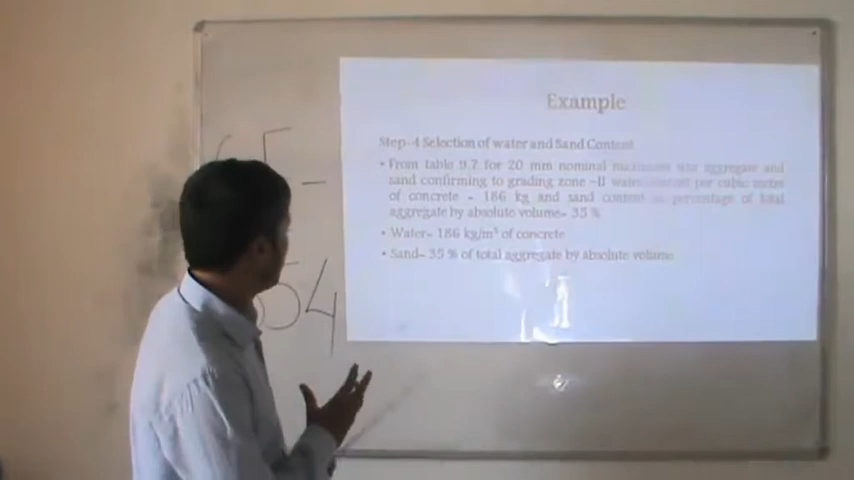 Example
Step-4 Selection of water and Sand Content
• From table 9.7 for 20 mm nominal maximum size aggregate and
sand confirming to grading zone –II water content per cubic metre
of concrete = 186 kg and sand content as percentage of total
aggregate by absolute volume= 35 %
• Water= 186 kg/m³ of concrete
• Sand= 35 % of total aggregate by absolute volume
54